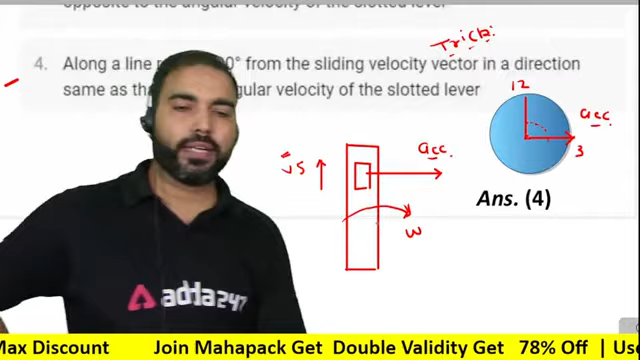 opposite to the angular velocity of the slotted lever
4. Along a line 0° from the sliding velocity vector in a direction
same as th gular velocity of the slotted lever
Trick:
12
acc
3
acc.
VS
ω
Ans. (4)
adda247
Max Discount Join Mahapack Get Double Validity Get 78% Off | Use